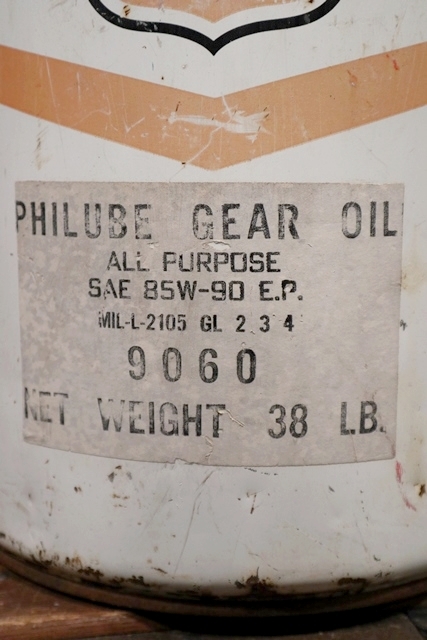 PHILUBE GEAR OIL
ALL PURPOSE
SAE 85W-90 E.P.
MIL-L-2105 GL 2 3 4
9060
NET WEIGHT 38 LB.